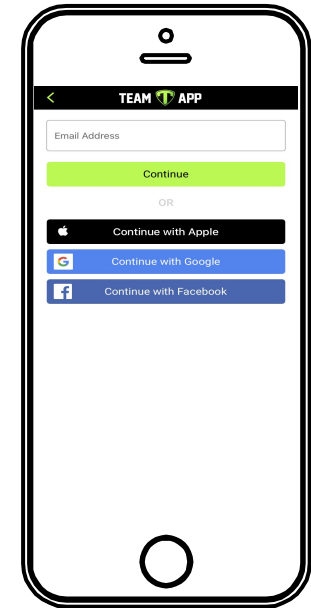 TEAM T APP
Email Address
Continue
OR
Continue with Apple
G Continue with Google
f Continue with Facebook